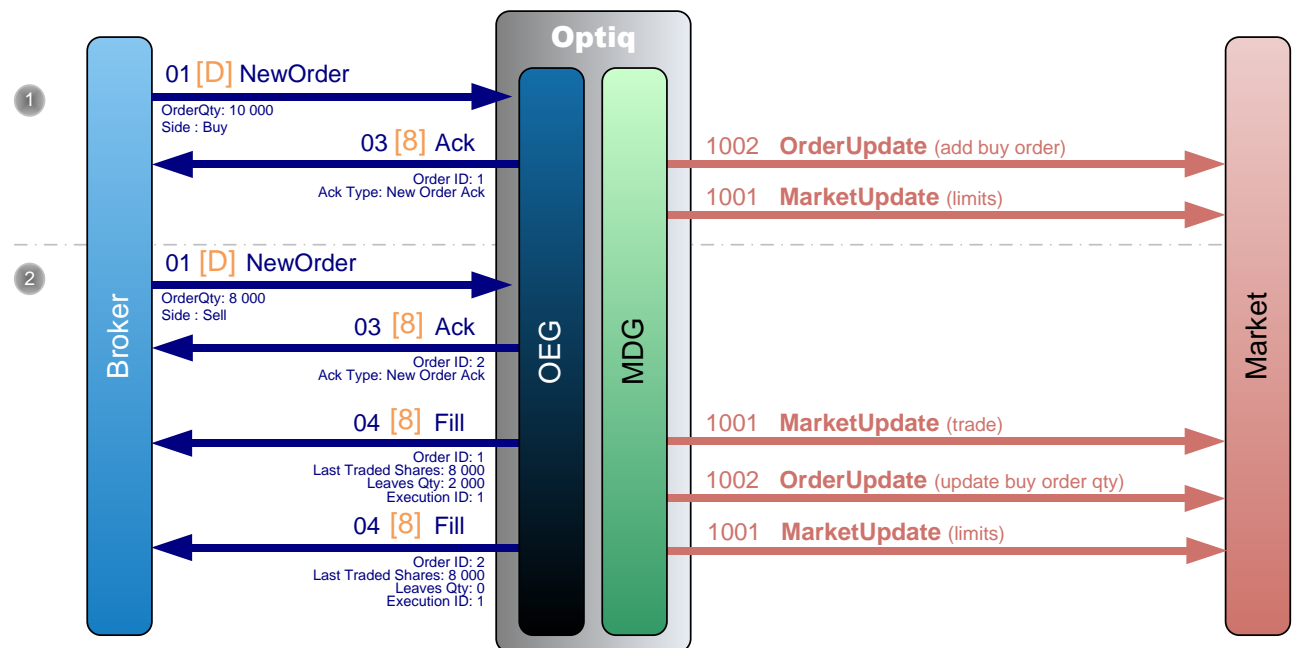 Optiq
1
01 [D] NewOrder
OrderQty: 10 000
Side : Buy
03 [8] Ack
Order ID: 1
Ack Type: New Order Ack
1002 OrderUpdate (add buy order)
1001 MarketUpdate (limits)
2
01 [D] NewOrder
OrderQty: 8 000
Side : Sell
03 [8] Ack
Order ID: 2
Ack Type: New Order Ack
Broker
OEG
MDG
Market
04 [8] Fill
Order ID: 1
Last Traded Shares: 8 000
Leaves Qty: 2 000
Execution ID: 1
1001 MarketUpdate (trade)
1002 OrderUpdate (update buy order qty)
04 [8] Fill
Order ID: 2
Last Traded Shares: 8 000
Leaves Qty: 0
Execution ID: 1
1001 MarketUpdate (limits)